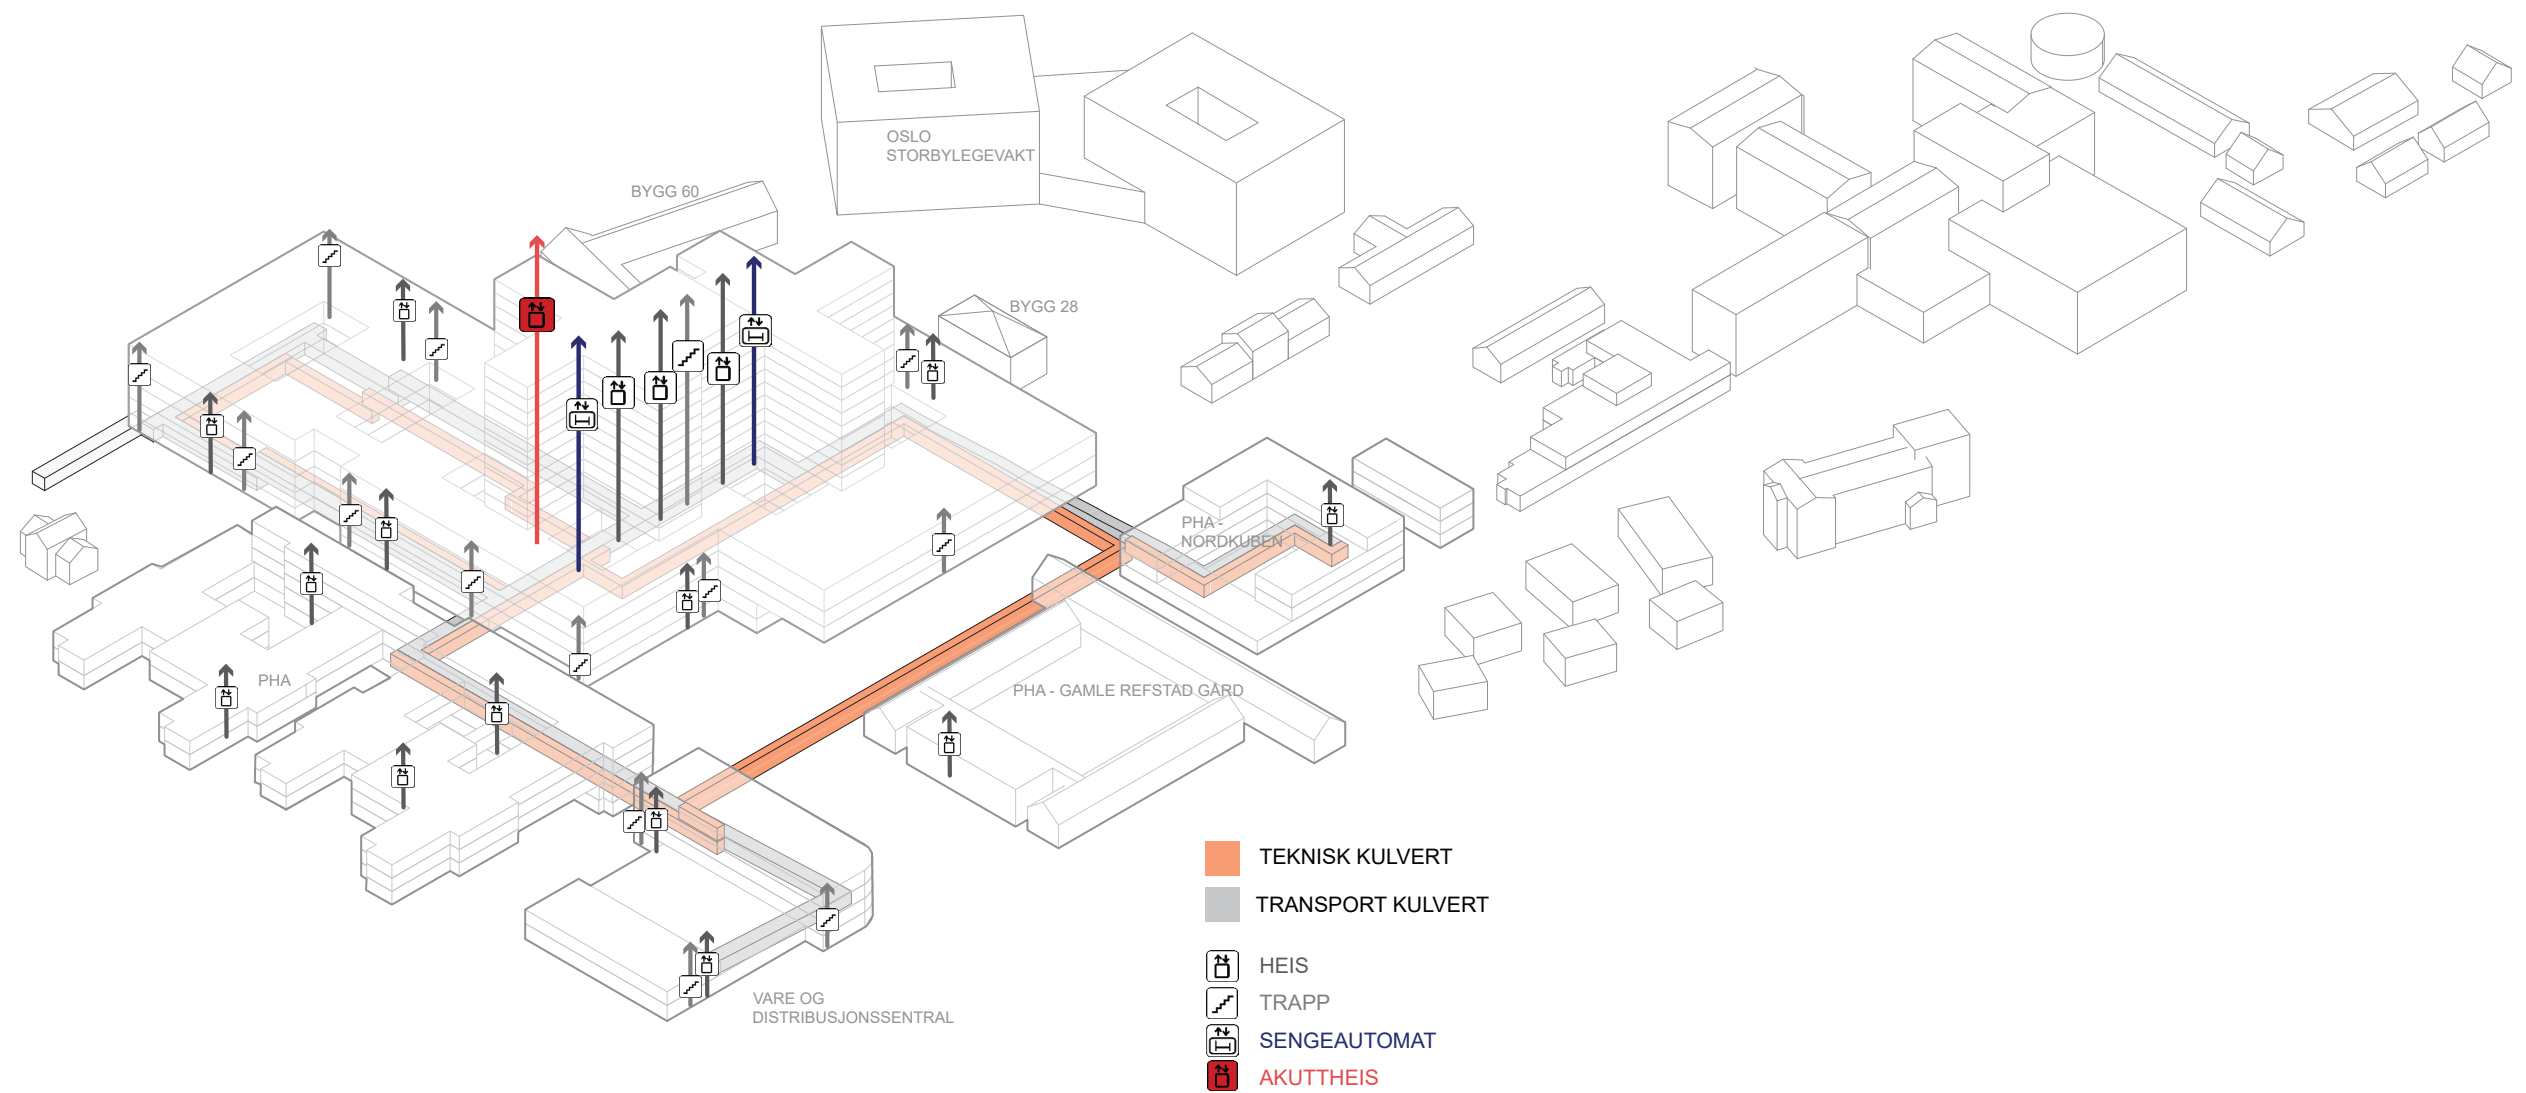 OSLO
STORBYLEGEVAKT
BYGG 60
BYGG 28
PHA -
NORDKUBEN
PHA
PHA - GAMLE REFSTAD GÅRD
VARE OG
DISTRIBUSJONSSENTRAL
TEKNISK KULVERT
TRANSPORT KULVERT
HEIS
TRAPP
SENGEAUTOMAT
AKUTTHEIS